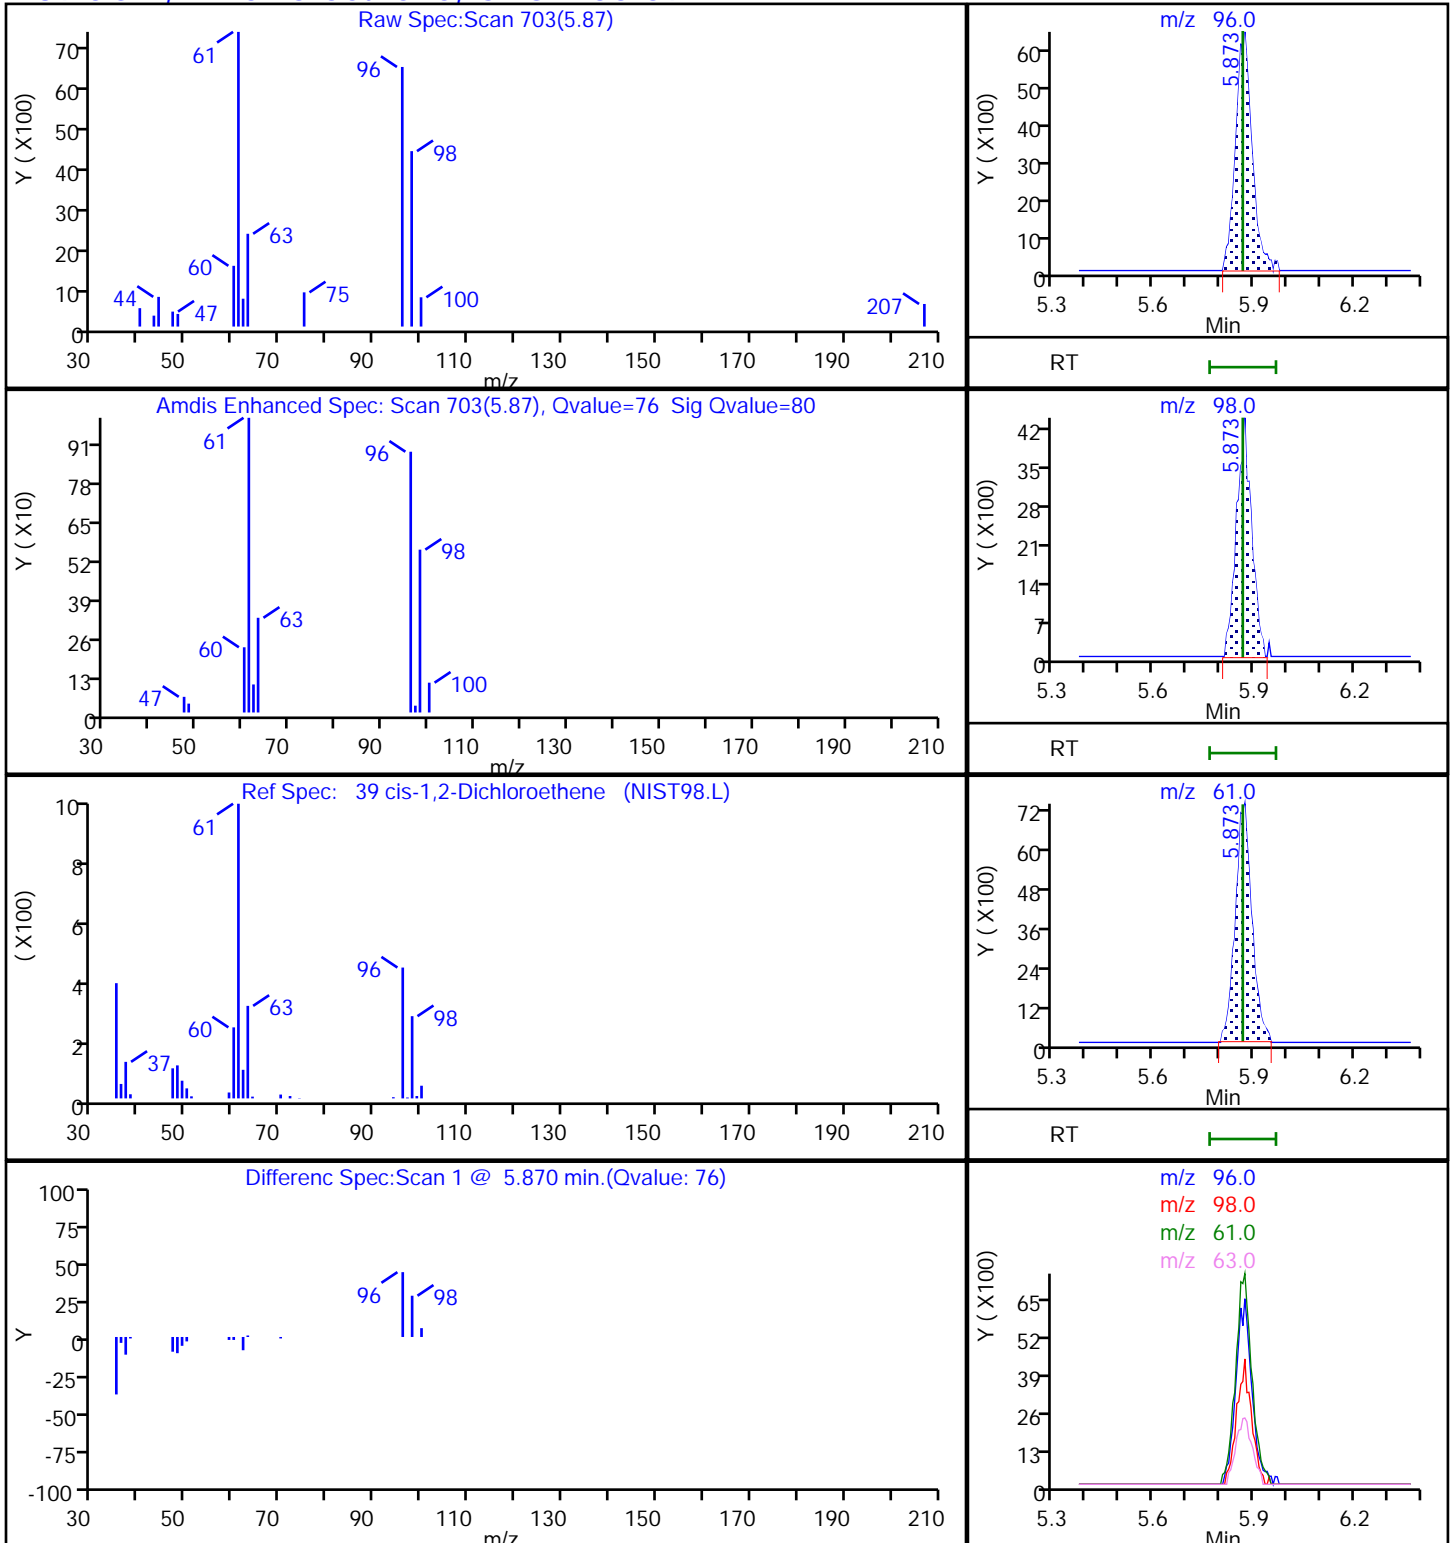 Raw Spec:Scan 703(5.87)
Y ( X100)
70
60
50
40
30
20
10
0
61
96
98
63
60
44
47
75
100
207
30 50 70 90 110 130 150 170 190 210
m/z
m/z 96.0
Y ( X100)
60
50
40
30
20
10
0
5.873
5.3 5.6 5.9 6.2
Min
RT
Amdis Enhanced Spec: Scan 703(5.87), Qvalue=76 Sig Qvalue=80
Y ( X10)
91
78
65
52
39
26
13
0
61
96
98
63
60
47
100
30 50 70 90 110 130 150 170 190 210
m/z
m/z 98.0
Y ( X100)
42
35
28
21
14
7
0
5.873
5.3 5.6 5.9 6.2
Min
RT
Ref Spec: 39 cis-1,2-Dichloroethene (NIST98.L)
( X100)
10
8
6
4
2
0
61
96
98
63
60
37
30 50 70 90 110 130 150 170 190 210
m/z 61.0
Y ( X100)
72
60
48
36
24
12
0
5.873
5.3 5.6 5.9 6.2
Min
RT
Differenc Spec:Scan 1 @ 5.870 min.(Qvalue: 76)
Y
100
75
50
25
0
-25
-50
-75
-100
96
98
30 50 70 90 110 130 150 170 190 210
m/z
m/z 96.0
m/z 98.0
m/z 61.0
m/z 63.0
Y ( X100)
65
52
39
26
13
0
5.3 5.6 5.9 6.2
Min